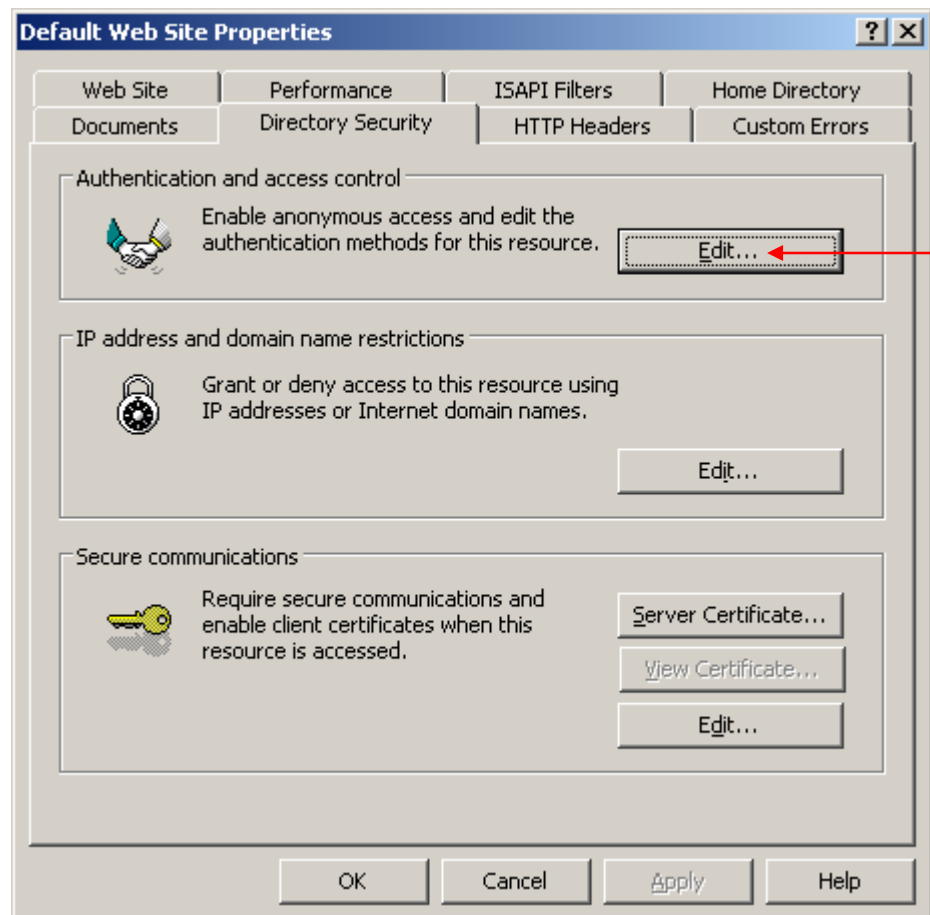 Default Web Site Properties
Web Site Performance ISAPI Filters Home Directory
Documents Directory Security HTTP Headers Custom Errors
Authentication and access control
Enable anonymous access and edit the
authentication methods for this resource.
Edit...
IP address and domain name restrictions
Grant or deny access to this resource using
IP addresses or Internet domain names.
Edit...
Secure communications
Require secure communications and
enable client certificates when this
resource is accessed.
Server Certificate...
View Certificate...
Edit...
OK Cancel Apply Help